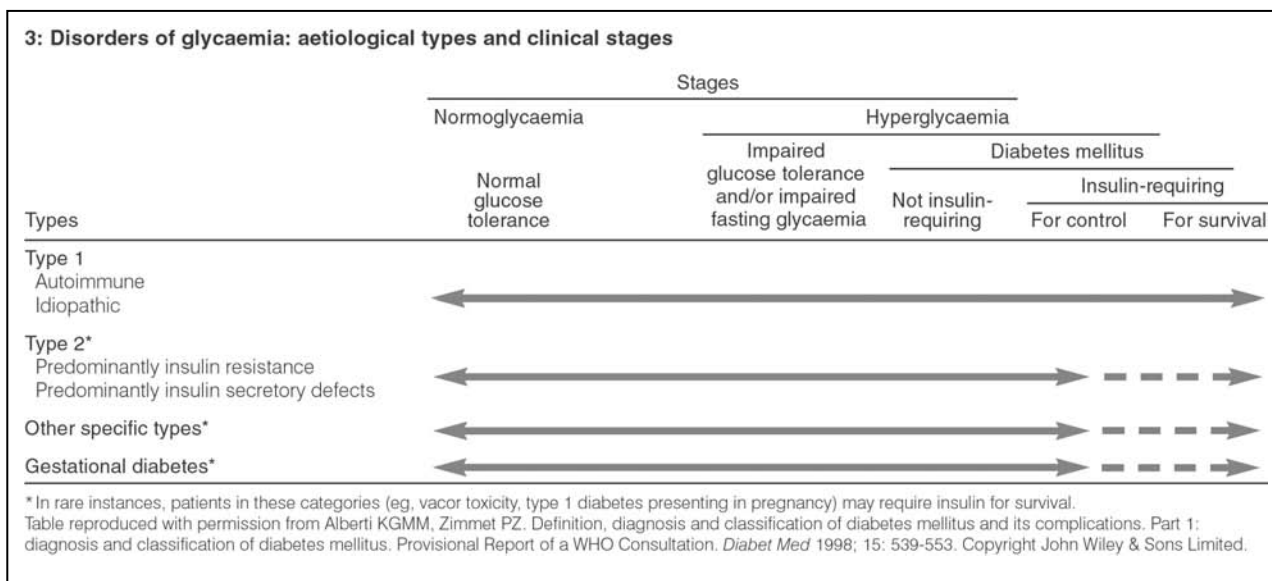 3: Disorders of glycaemia: aetiological types and clinical stages
Stages
Normoglycaemia
Hyperglycaemia
Impaired
glucose tolerance
and/or impaired
fasting glycaemia
Diabetes mellitus
Normal
glucose
tolerance
Not insulin-
requiring
Insulin-requiring
Types
For control
For survival
Type 1
Autoimmune
Idiopathic
Type 2*
Predominantly insulin resistance
Predominantly insulin secretory defects
Other specific types*
Gestational diabetes*
* In rare instances, patients in these categories (eg, vacor toxicity, type 1 diabetes presenting in pregnancy) may require insulin for survival.
Table reproduced with permission from Alberti KGMM, Zimmet PZ. Definition, diagnosis and classification of diabetes mellitus and its complications. Part 1:
diagnosis and classification of diabetes mellitus. Provisional Report of a WHO Consultation. Diabet Med 1998; 15: 539-553. Copyright John Wiley & Sons Limited.